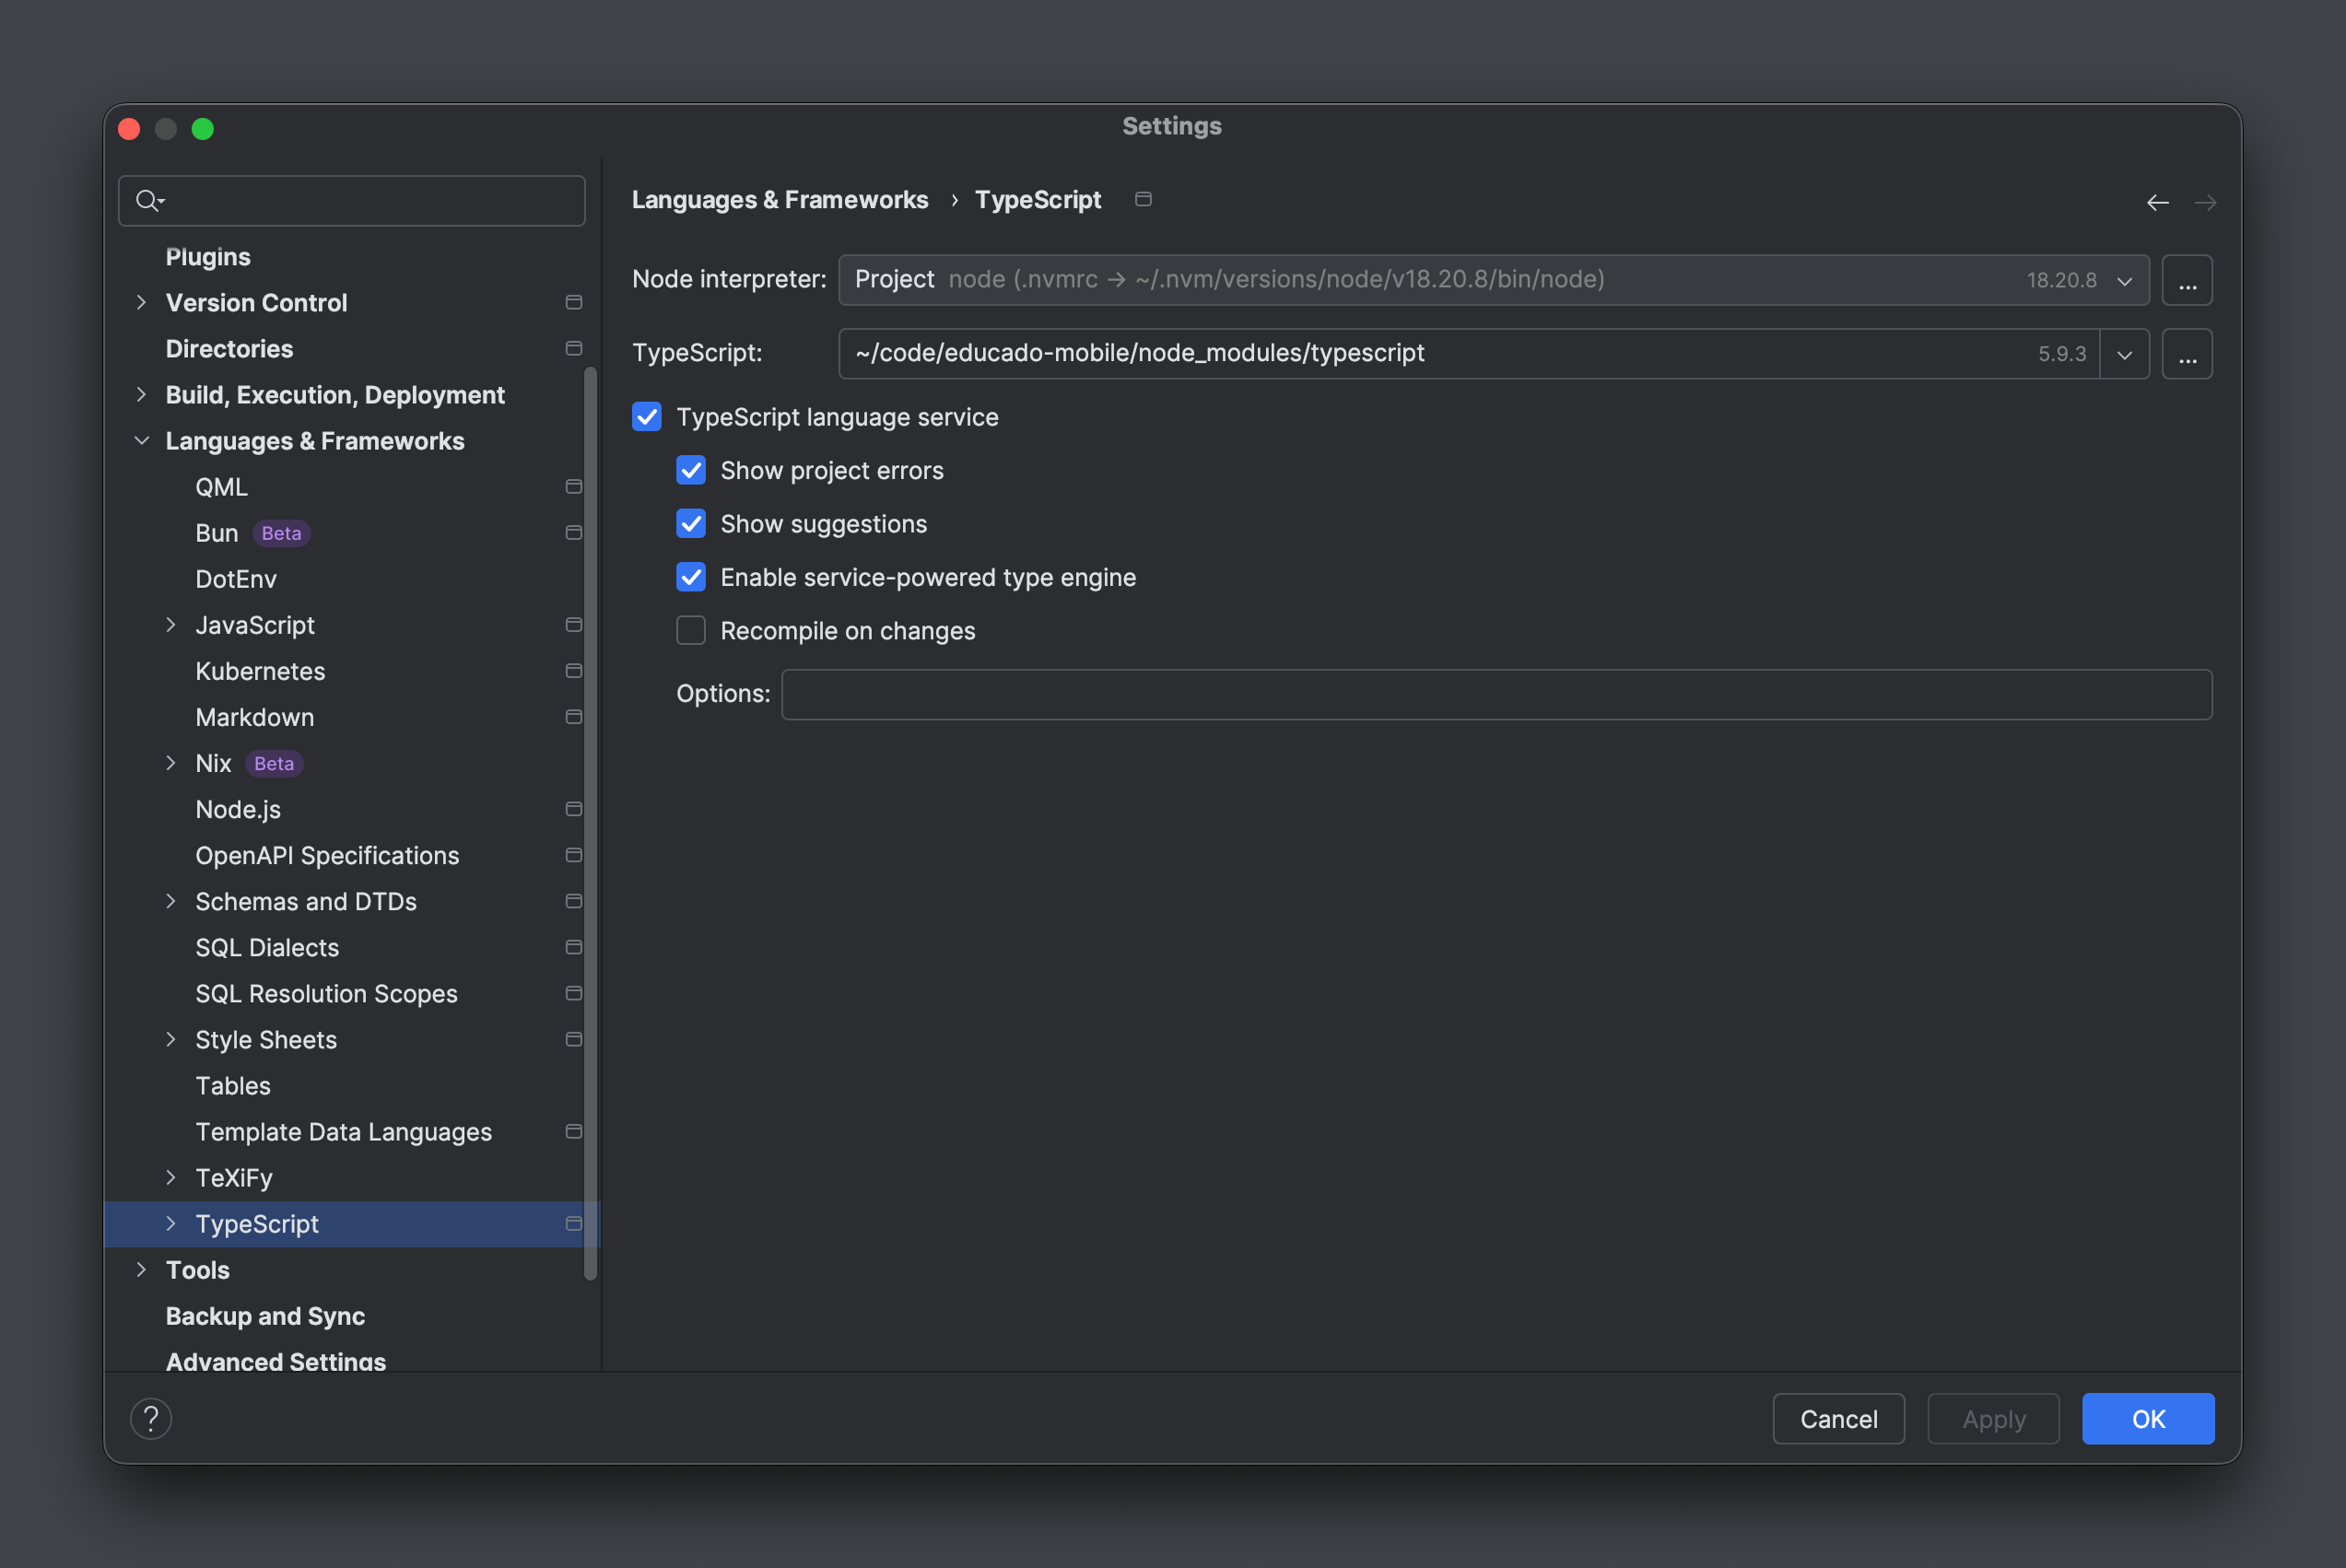 Settings
Plugins
Version Control
Directories
Build, Execution, Deployment
Languages & Frameworks
QML
Bun Beta
DotEnv
JavaScript
Kubernetes
Markdown
Nix Beta
Node.js
OpenAPI Specifications
Schemas and DTDs
SQL Dialects
SQL Resolution Scopes
Style Sheets
Tables
Template Data Languages
TeXiFy
TypeScript
Tools
Backup and Sync
Advanced Settings
Languages & Frameworks › TypeScript
Node interpreter: Project node (.nvmrc → ~/.nvm/versions/node/v18.20.8/bin/node) 18.20.8 ...
TypeScript: ~/code/educado-mobile/node_modules/typescript 5.9.3 ...
TypeScript language service
Show project errors
Show suggestions
Enable service-powered type engine
Recompile on changes
Options:
? Cancel Apply OK